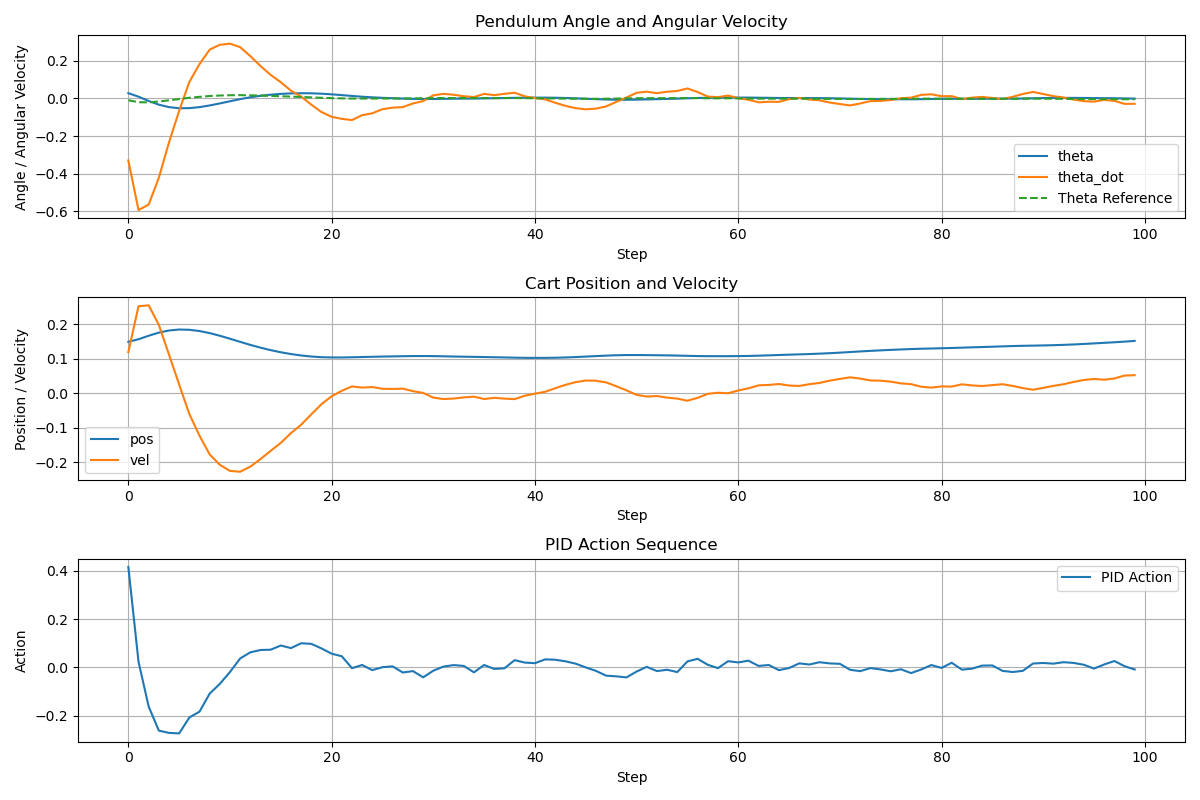 Pendulum Angle and Angular Velocity
Angle / Angular Velocity
0.2
0.0
−0.2
−0.4
−0.6
theta
theta_dot
Theta Reference
0 20 40 60 80 100
Step
Cart Position and Velocity
Position / Velocity
0.2
0.1
0.0
−0.1
−0.2
pos
vel
0 20 40 60 80 100
Step
PID Action Sequence
Action
0.4
0.2
0.0
−0.2
PID Action
0 20 40 60 80 100
Step